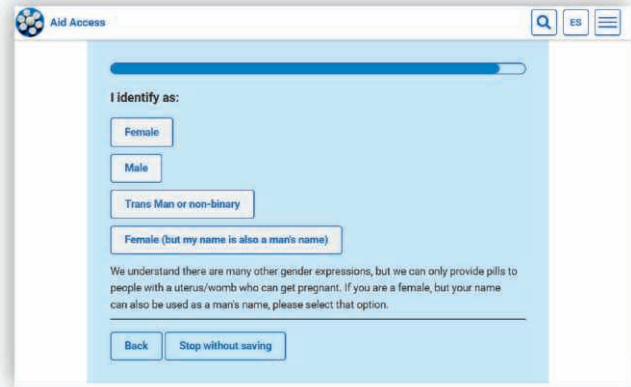 Aid Access
ES
I identify as:
Female
Male
Trans Man or non-binary
Female (but my name is also a man's name)
We understand there are many other gender expressions, but we can only provide pills to
people with a uterus/womb who can get pregnant. If you are a female, but your name
can also be used as a man's name, please select that option.
Back Stop without saving